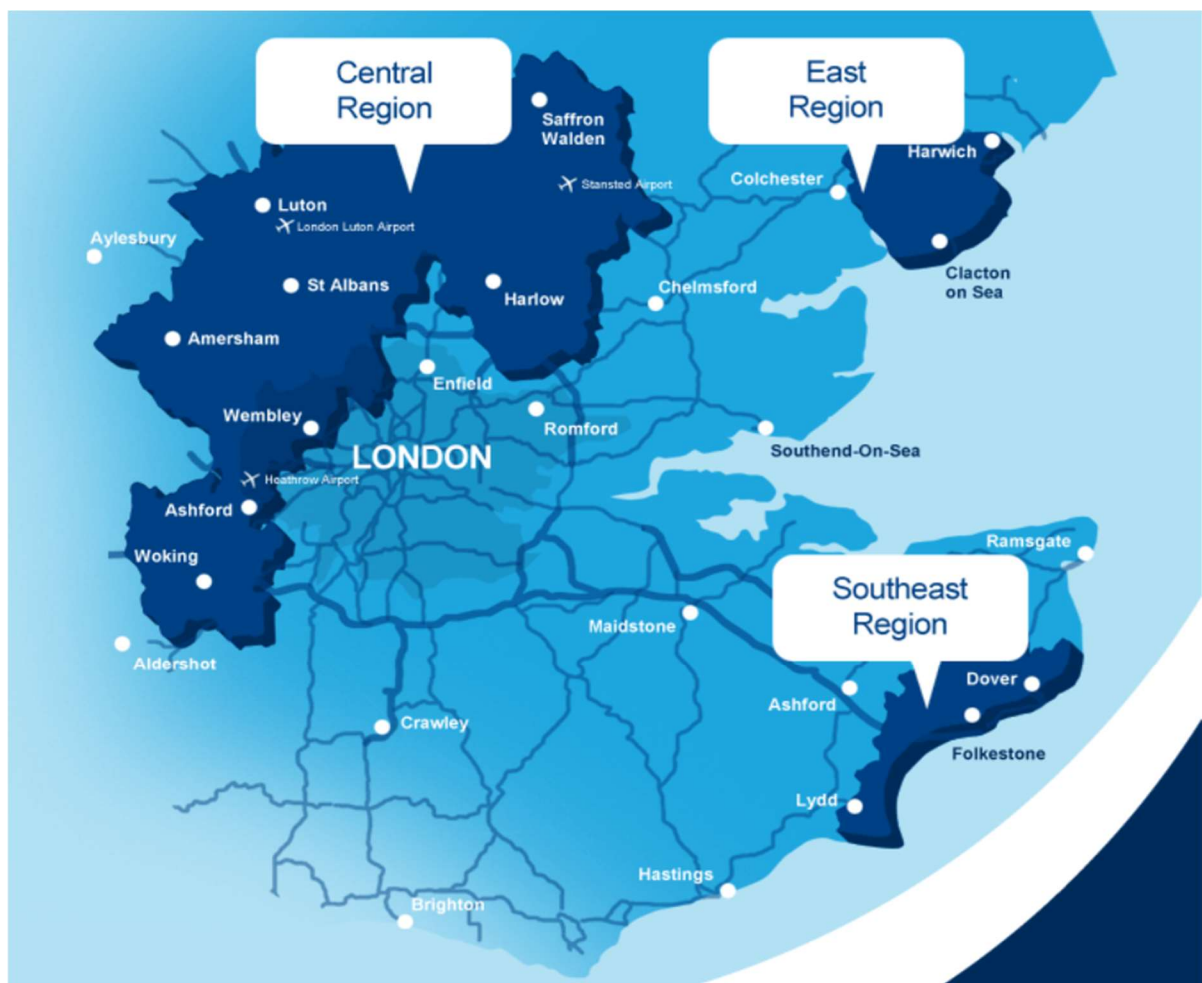 Central
Region
East
Region
Saffron
Walden
Harwich
Stansted Airport
Colchester
Luton
London Luton Airport
Aylesbury
Clacton
on Sea
St Albans
Harlow
Chelmsford
Amersham
Enfield
Wembley
Romford
LONDON
Southend-On-Sea
Heathrow Airport
Ashford
Woking
Ramsgate
Southeast
Region
Maidstone
Aldershot
Dover
Ashford
Crawley
Folkestone
Lydd
Hastings
Brighton